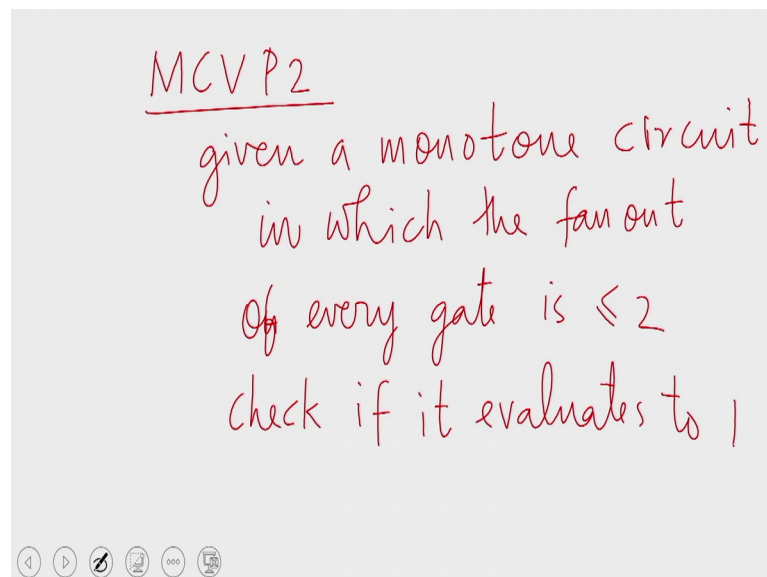 MCVP2
given a monotone circuit
in which the fan out
of every gate is ≤ 2
check if it evaluates to 1